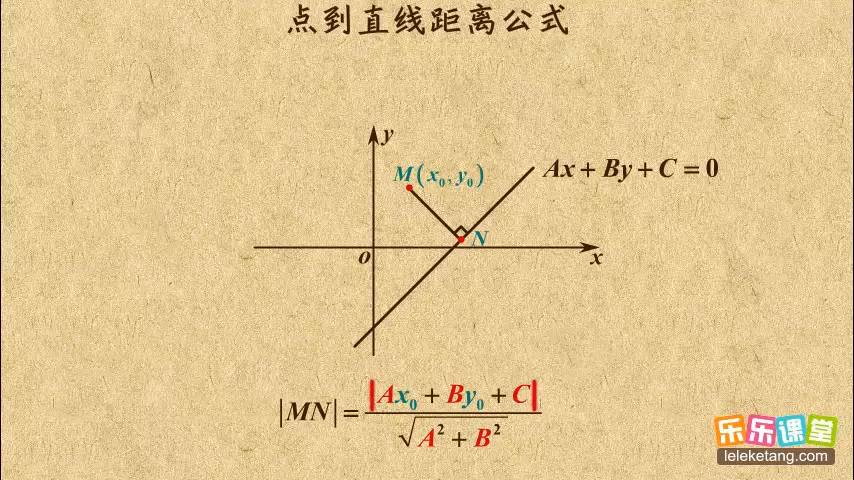 点到直线距离公式
y
M(x₀, y₀)
Ax + By + C = 0
N
o
x
|MN| = |Ax₀ + By₀ + C| / √(A² + B²)
乐乐课堂
leleketang.com